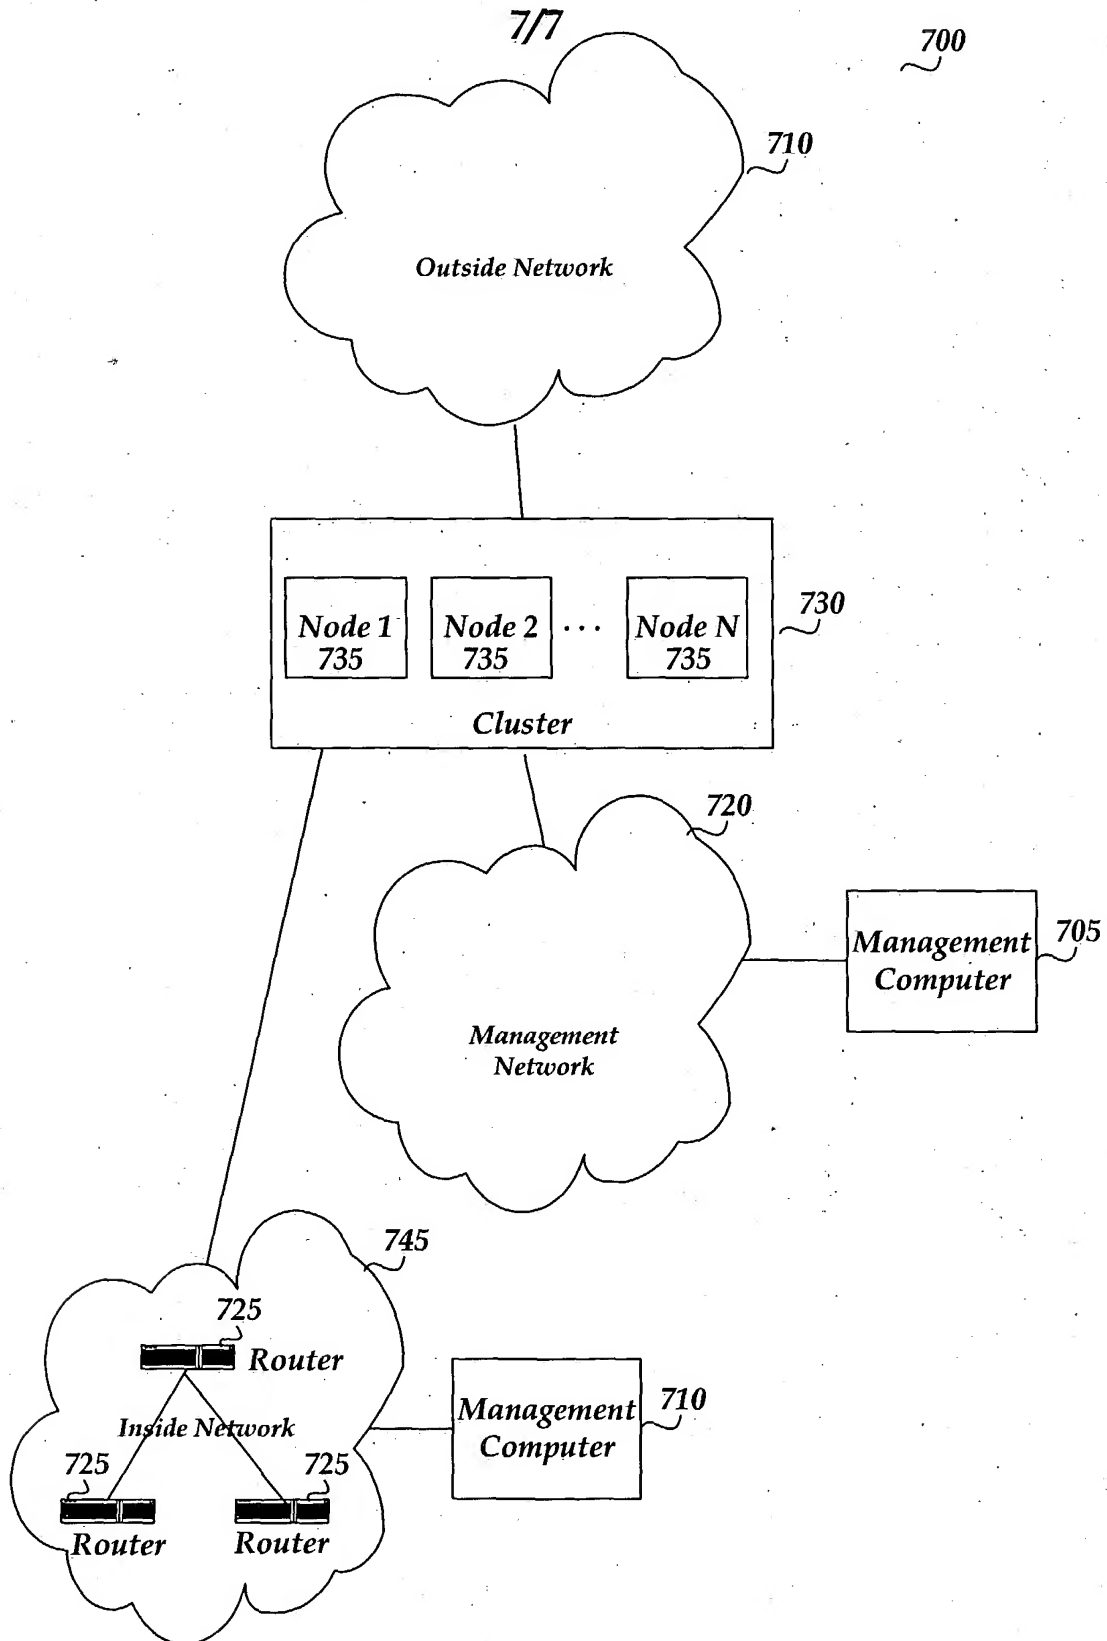 7/7
700
710
Outside Network
730
Node 1
735
Node 2
735
...
Node N
735
Cluster
720
Management
Computer
705
Management
Network
745
725
Router
Inside Network
Management
Computer
710
725
Router
725
Router